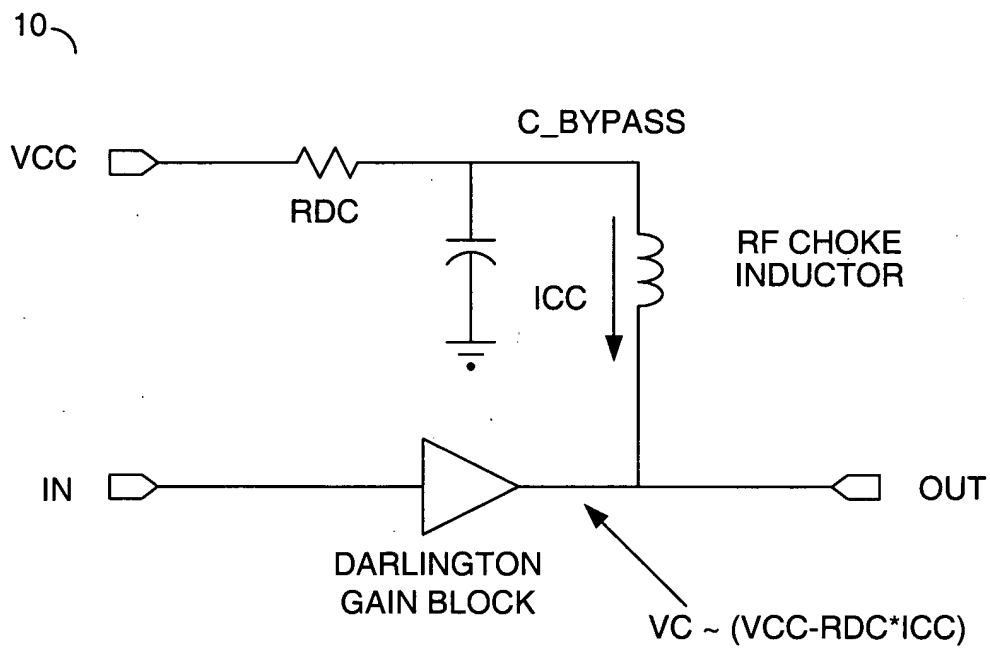 10
C_BYPASS
VCC
RDC
RF CHOKE
INDUCTOR
ICC
IN
OUT
DARLINGTON
GAIN BLOCK
VC ~ (VCC-RDC*ICC)